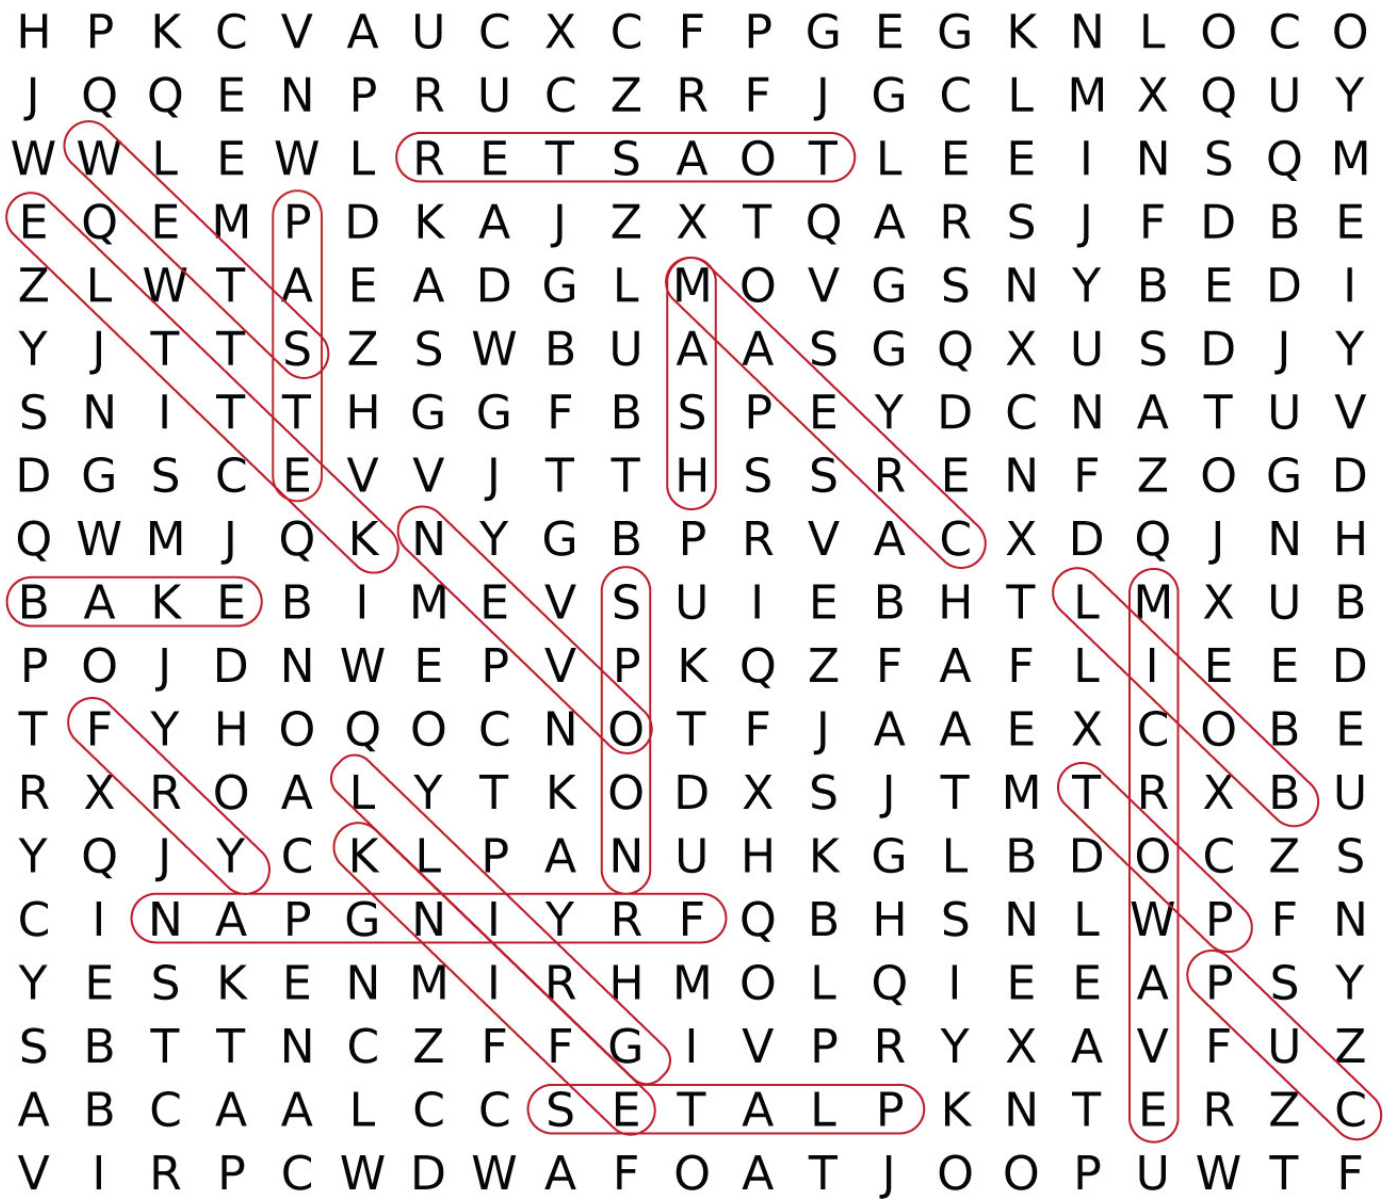 H P K C V A U C X C F P G E G K N L O C O
J Q Q E N P R U C Z R F J G C L M X Q U Y
W W L E W L R E T S A O T L E E I N S Q M
E Q E M P D K A J Z X T Q A R S J F D B E
Z L W T A E A D G L M O V G S N Y B E D I
Y J T T S Z S W B U A A S G Q X U S D J Y
S N I T T H G G F B S P E Y D C N A T U V
D G S C E V V J T T H S S R E N F Z O G D
Q W M J Q K N Y G B P R V A C X D Q J N H
B A K E B I M E V S U I E B H T L M X U B
P O J D N W E P V P K Q Z F A F L I E E D
T F Y H O Q O C N O T F J A A E X C O B E
R X R O A L Y T K O D X S J T M T R X B U
Y Q J Y C K L P A N U H K G L B D O C Z S
C I N A P G N I Y R F Q B H S N L W P F N
Y E S K E N M I R H M O L Q I E E A P S Y
S B T T N C Z F F G I V P R Y X A V F U Z
A B C A A L C C S E T A L P K N T E R Z C
V I R P C W D W A F O A T J O O P U W T F